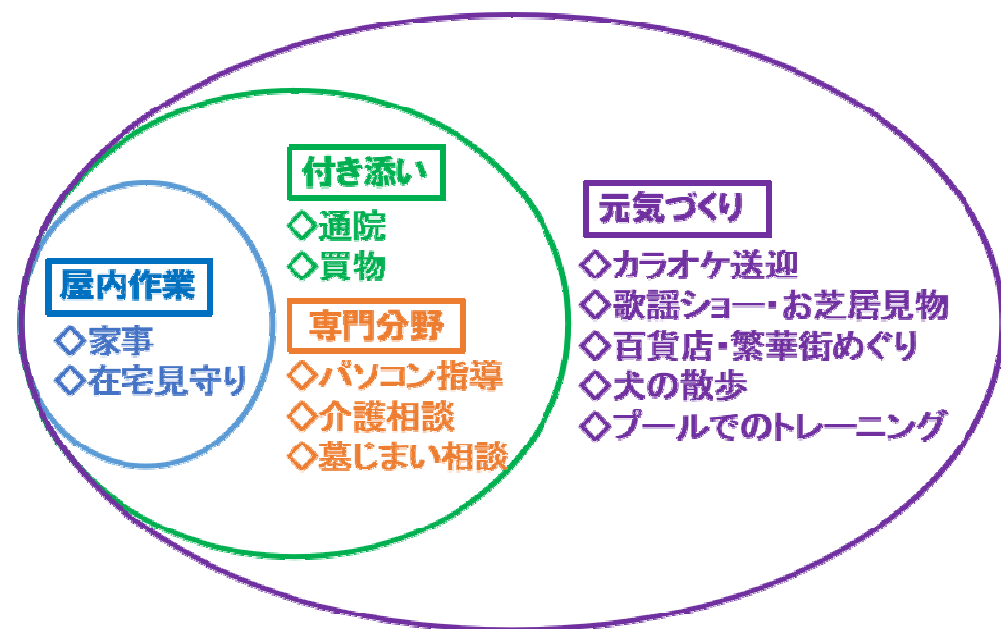 屋内作業
◇家事
◇在宅見守り
付き添い
◇通院
◇買物
専門分野
◇パソコン指導
◇介護相談
◇墓じまい相談
元気づくり
◇カラオケ送迎
◇歌謡ショー・お芝居見物
◇百貨店・繁華街めぐり
◇犬の散歩
◇プールでのトレーニング